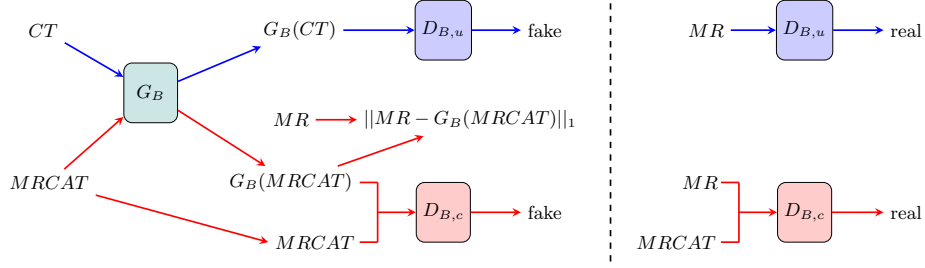 CT G_B(CT) D_{B,u} fake MR D_{B,u} real
G_B
MR ||MR − G_B(MRCAT)||_1
MRCAT G_B(MRCAT) MR
D_{B,c} fake D_{B,c} real
MRCAT MRCAT